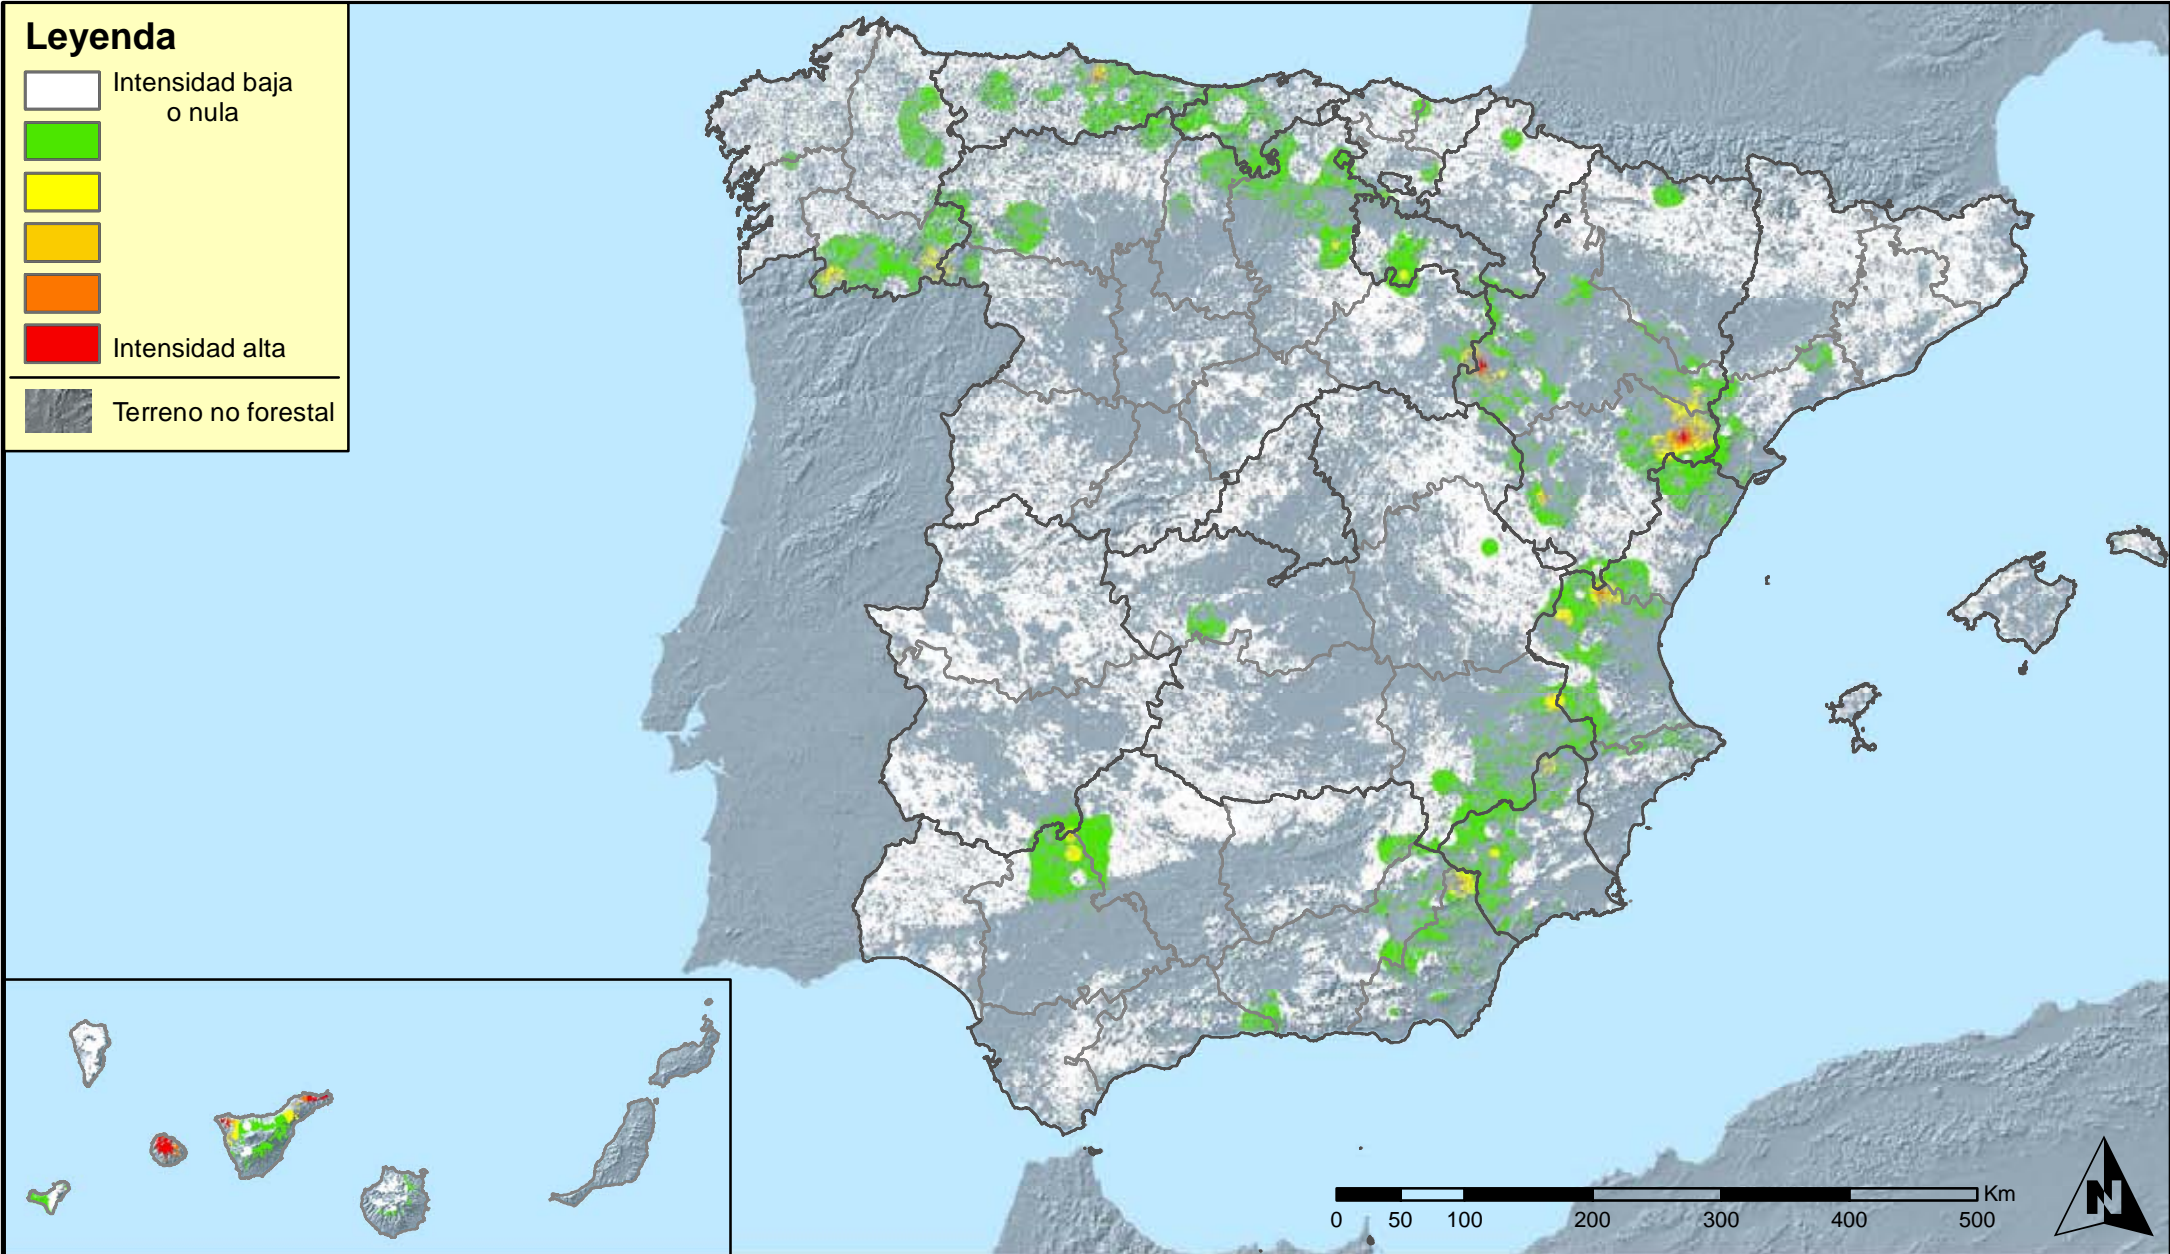 Leyenda
Intensidad baja
o nula
Intensidad alta
Terreno no forestal
Km
0 50 100 200 300 400 500
N